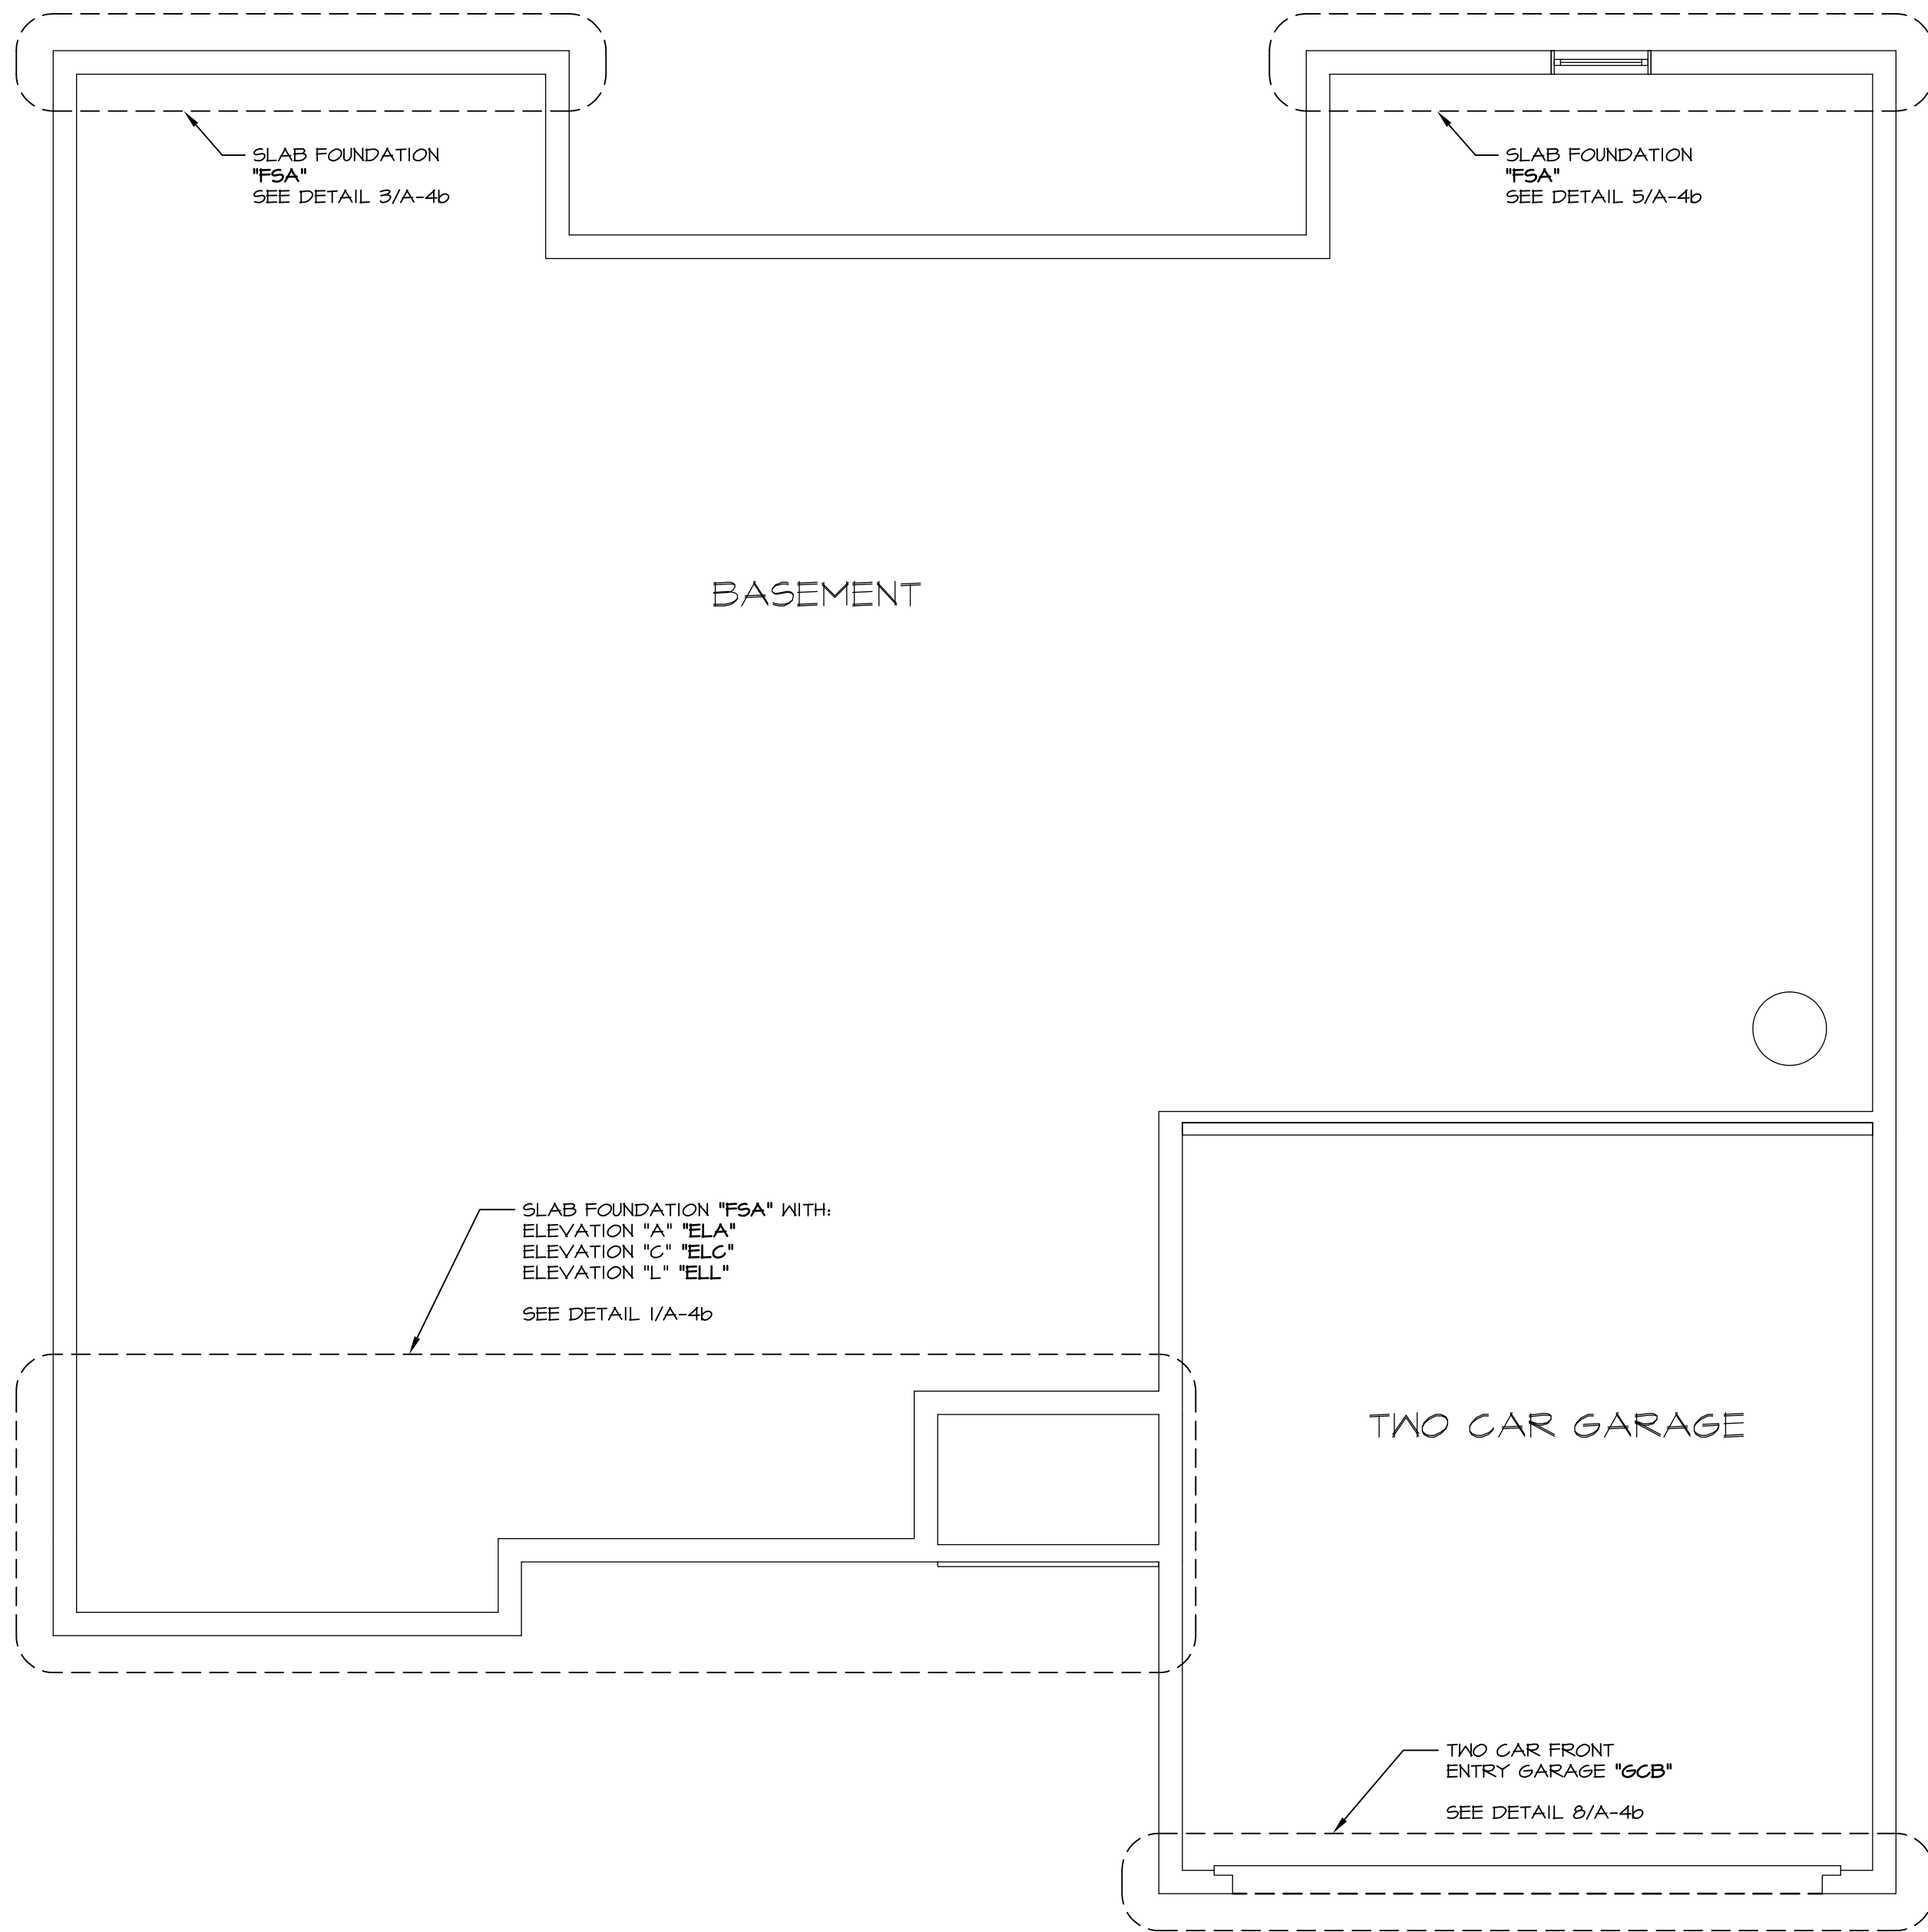 SLAB FOUNDATION
"FSA"
SEE DETAIL 3/A-4b
SLAB FOUNDATION
"FSA"
SEE DETAIL 5/A-4b
BASEMENT
SLAB FOUNDATION "FSA" WITH:
ELEVATION "A" "ELA"
ELEVATION "C" "ELC"
ELEVATION "L" "ELL"
SEE DETAIL 1/A-4b
TWO CAR GARAGE
TWO CAR FRONT
ENTRY GARAGE "GCB"
SEE DETAIL 8/A-4b